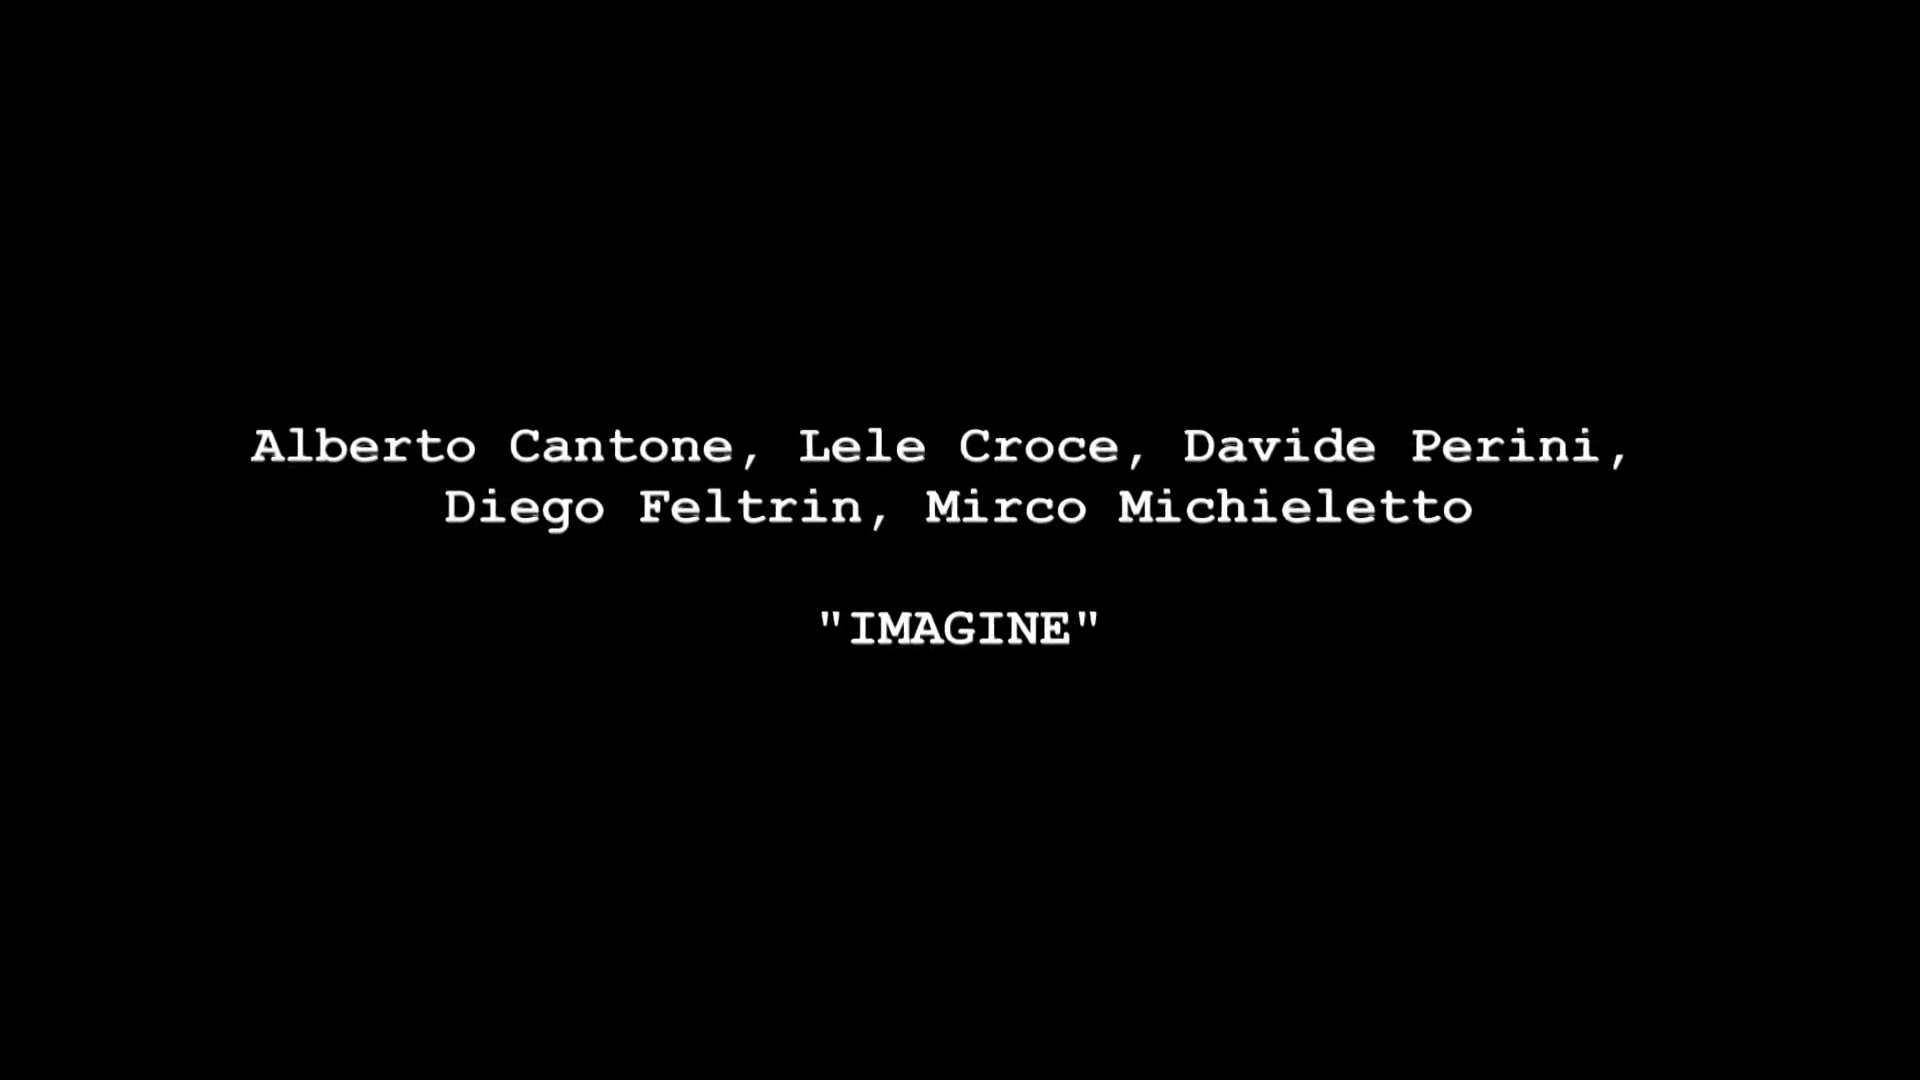 Alberto Cantone, Lele Croce, Davide Perini,
Diego Feltrin, Mirco Michieletto
"IMAGINE"